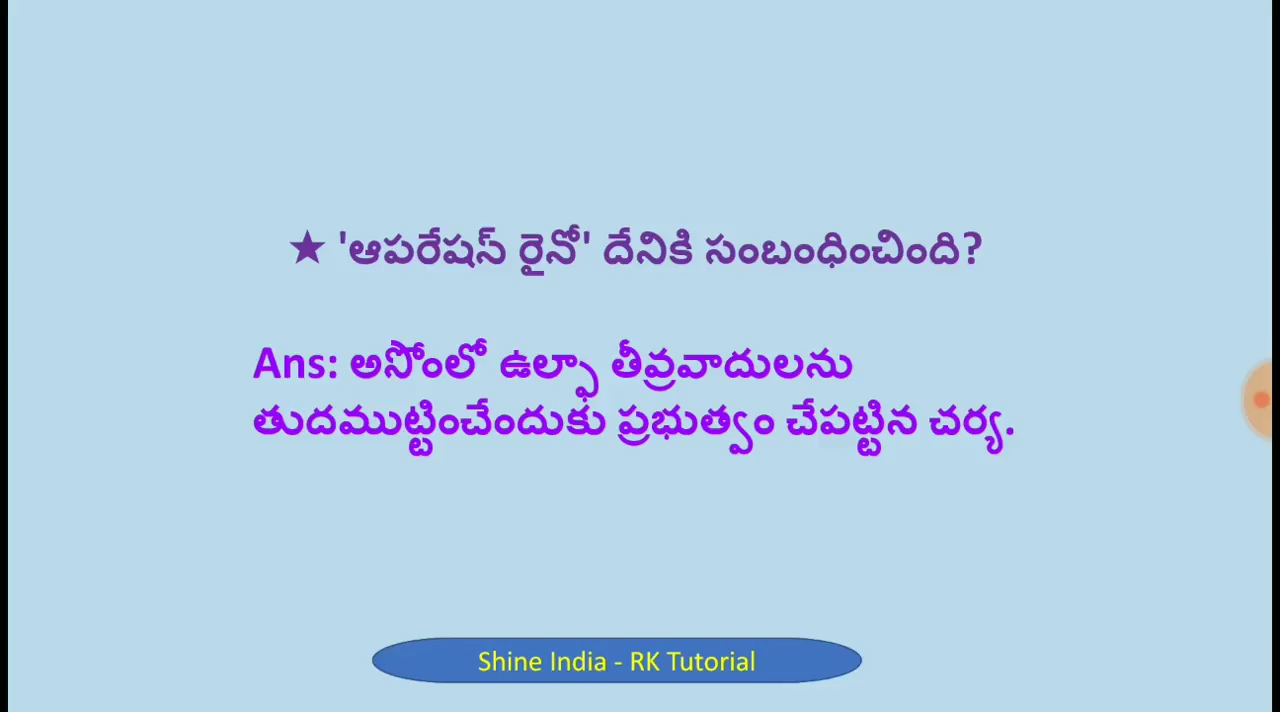 ★ 'ఆపరేషన్ రైనో' దేనికి సంబంధించింది?
Ans: అసోంలో ఉల్ఫా తీవ్రవాదులను
తుదముట్టించేందుకు ప్రభుత్వం చేపట్టిన చర్య.
Shine India - RK Tutorial